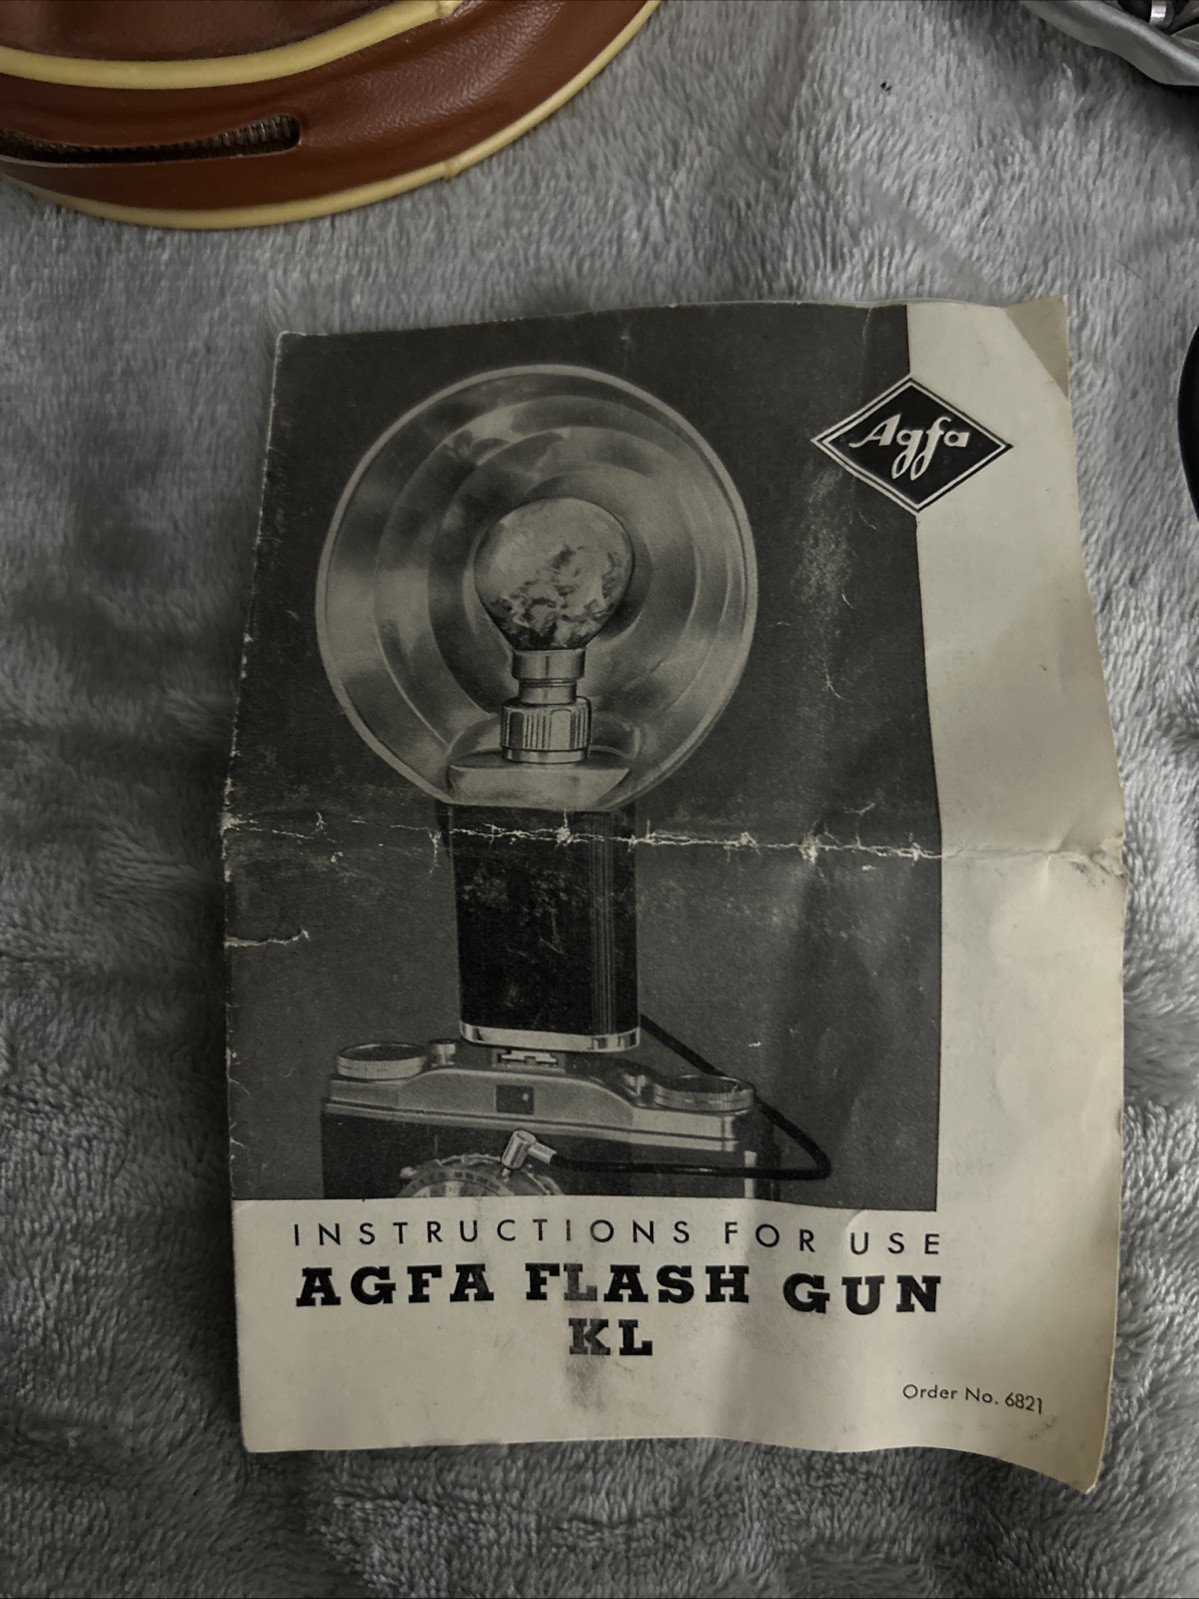 Agfa
INSTRUCTIONS FOR USE
AGFA FLASH GUN
KL
Order No. 6821